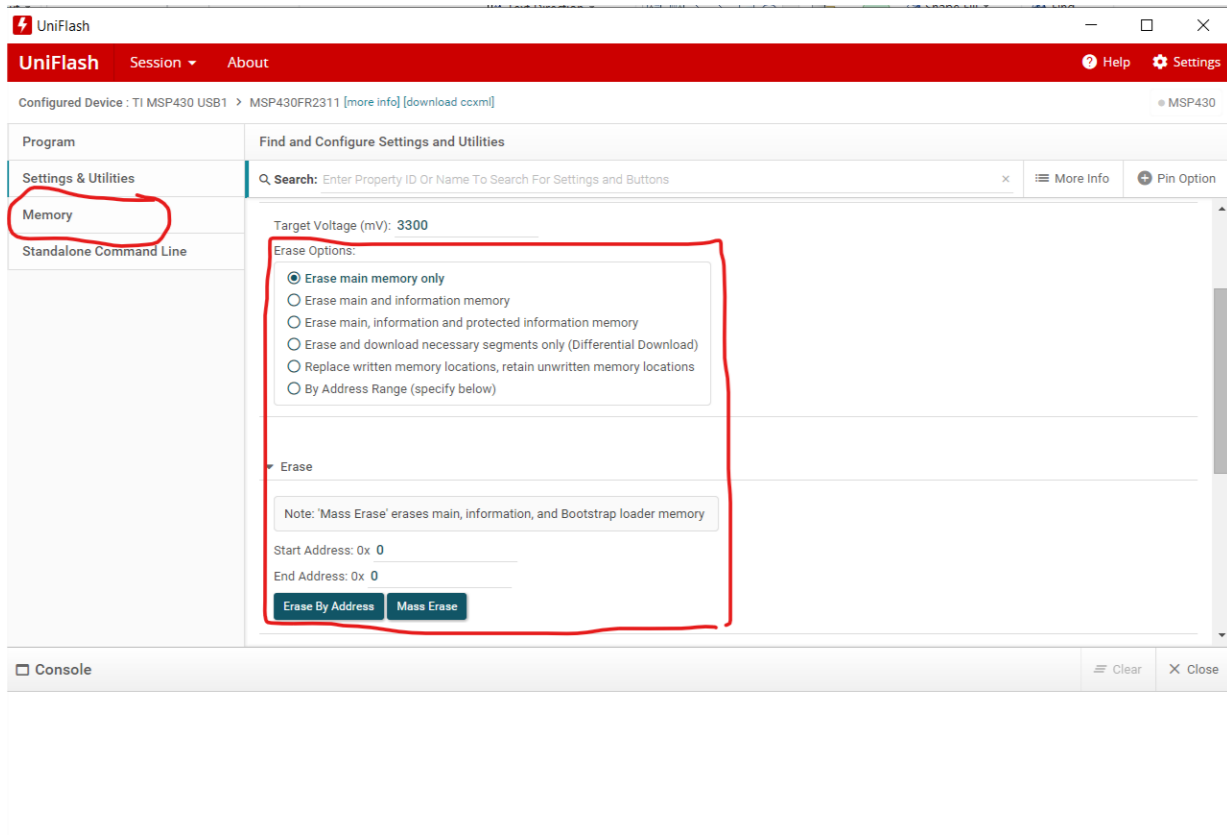 UniFlash
UniFlash Session About Help Settings
Configured Device : TI MSP430 USB1 > MSP430FR2311 [more info] [download ccxml] MSP430
Program
Settings & Utilities
Memory
Standalone Command Line
Find and Configure Settings and Utilities
Search: Enter Property ID Or Name To Search For Settings and Buttons × More Info Pin Option
Target Voltage (mV): 3300
Erase Options:
Erase main memory only
Erase main and information memory
Erase main, information and protected information memory
Erase and download necessary segments only (Differential Download)
Replace written memory locations, retain unwritten memory locations
By Address Range (specify below)
Erase
Note: 'Mass Erase' erases main, information, and Bootstrap loader memory
Start Address: 0x 0
End Address: 0x 0
Erase By Address Mass Erase
Console Clear Close